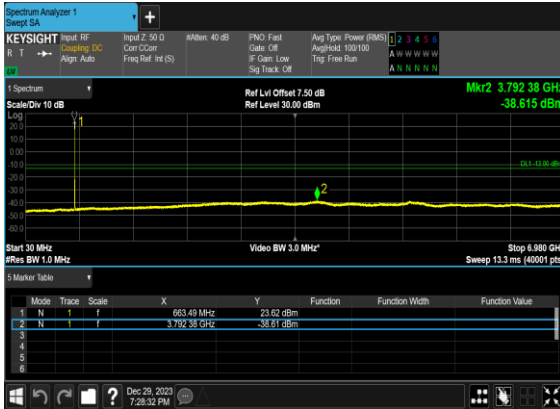 Spectrum Analyzer 1
Swept SA
+
KEYSIGHT
R T
Input: RF
Coupling: DC
Align: Auto
Input Z: 50 Ω
Corr CCorr
Freq Ref: Int (S)
#Atten: 40 dB
PNO: Fast
Gate: Off
IF Gain: Low
Sig Track: Off
Avg Type: Power (RMS)
Avg|Hold: 100/100
Trig: Free Run
1 2 3 4 5 6
A W W W W W
A N N N N N
1 Spectrum
Scale/Div 10 dB
Ref Lvl Offset 7.50 dB
Ref Level 30.00 dBm
Mkr2 3.792 38 GHz
-38.615 dBm
Log
20.0
10.0
0.00
-10.0
-20.0
-30.0
-40.0
-50.0
-60.0
1
2
DL1 -13.00 dBm
Start 30 MHz
#Res BW 1.0 MHz
Video BW 3.0 MHz*
Stop 6.980 GH
Sweep 13.3 ms (40001 pts
5 Marker Table
Mode Trace Scale X Y Function Function Width Function Value
1 N 1 f 663.49 MHz 23.62 dBm
2 N 1 f 3.792 38 GHz -38.61 dBm
3
4
5
6
?
Dec 29, 2023
7:28:32 PM